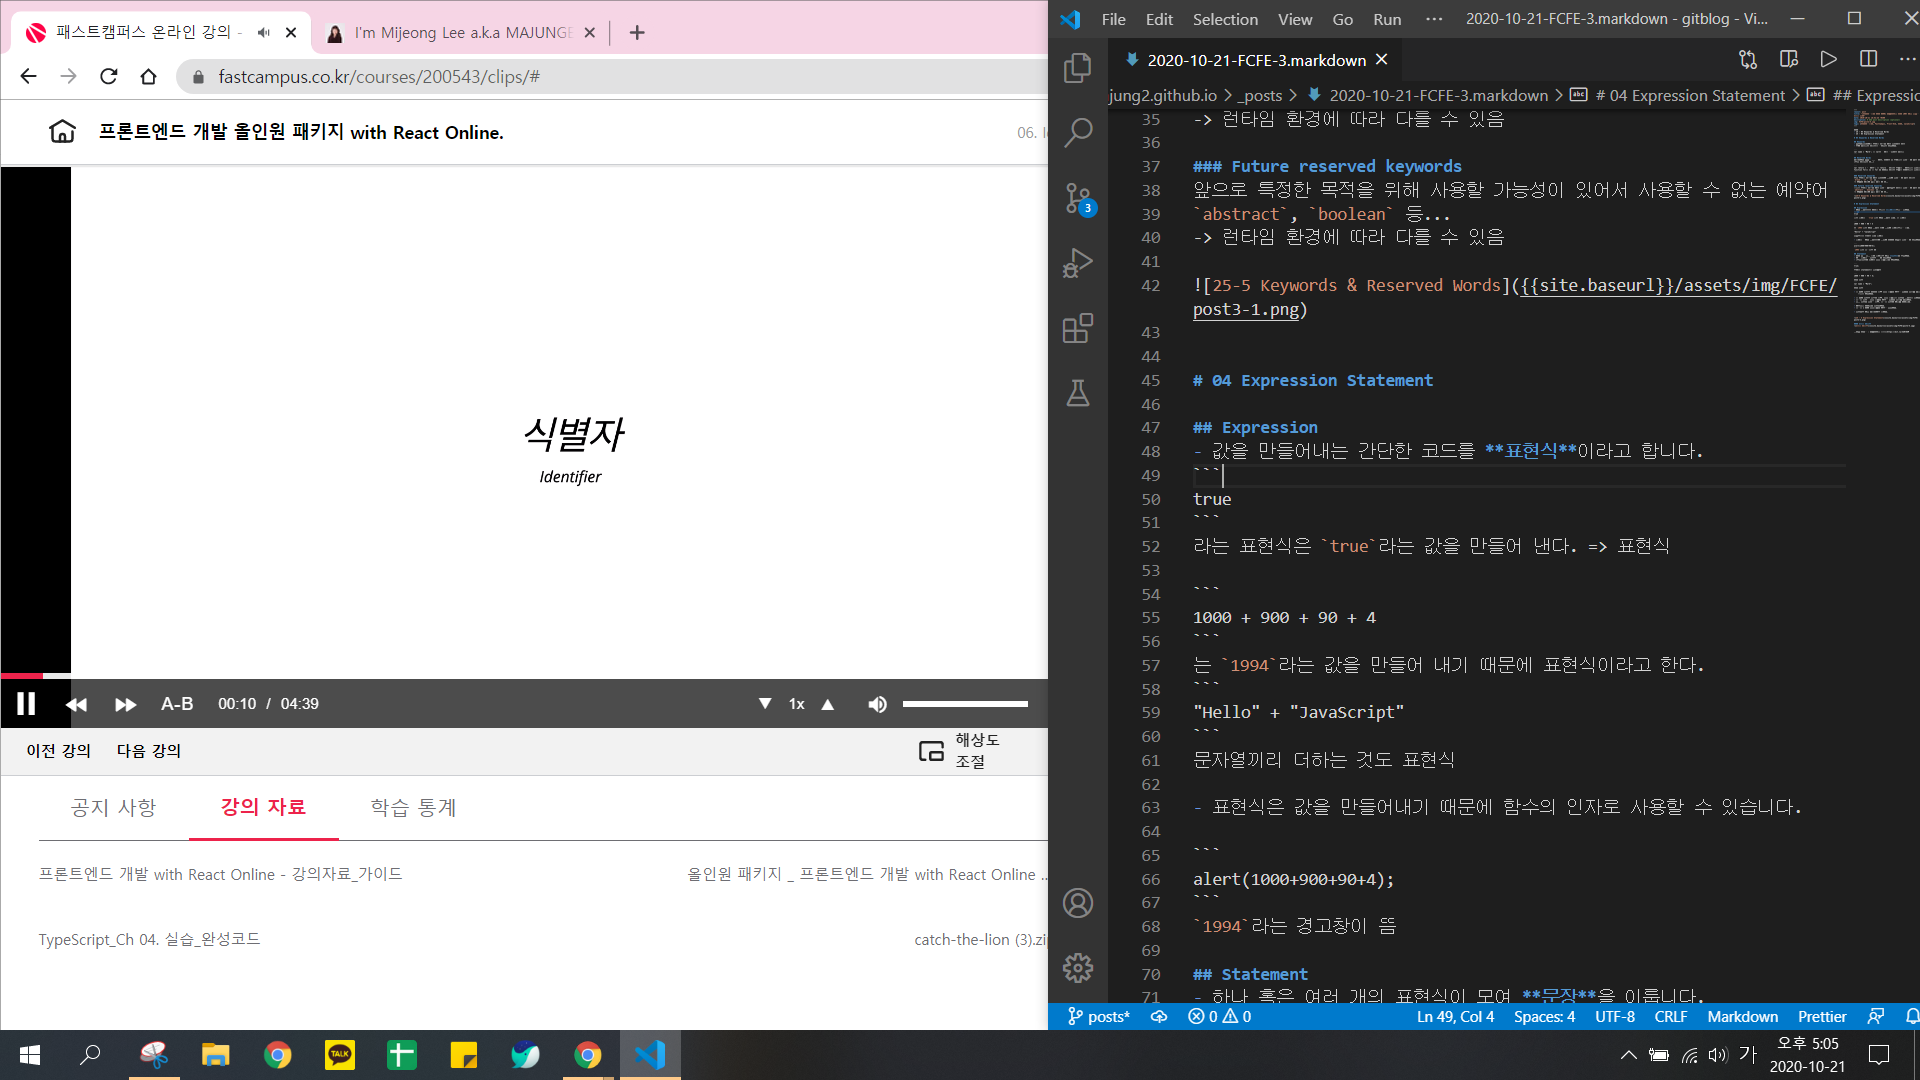 패스트캠퍼스 온라인 강의 -
I'm Mijeong Lee a.k.a MAJUNGE
fastcampus.co.kr/courses/200543/clips/#
프론트엔드 개발 올인원 패키지 with React Online.
06.
식별자
Identifier
A-B 00:10 / 04:39
1x
이전 강의 다음 강의
해상도
조절
공지 사항 강의 자료 학습 통계
프론트엔드 개발 with React Online - 강의자료_가이드
올인원 패키지 _ 프론트엔드 개발 with React Online ..
TypeScript_Ch 04. 실습_완성코드
catch-the-lion (3).zi
File Edit Selection View Go Run ··· 2020-10-21-FCFE-3.markdown - gitblog - Vi...
2020-10-21-FCFE-3.markdown
jung2.github.io > _posts > 2020-10-21-FCFE-3.markdown > # 04 Expression Statement > ## Expressio
35 -> 런타임 환경에 따라 다를 수 있음
36
37 ### Future reserved keywords
38 앞으로 특정한 목적을 위해 사용할 가능성이 있어서 사용할 수 없는 예약어
39 `abstract`, `boolean` 등...
40 -> 런타임 환경에 따라 다를 수 있음
41
42 ![25-5 Keywords & Reserved Words]({{site.baseurl}}/assets/img/FCFE/
post3-1.png)
43
44
45 # 04 Expression Statement
46
47 ## Expression
48 - 값을 만들어내는 간단한 코드를 **표현식**이라고 합니다.
49 ```
50 true
51 ```
52 라는 표현식은 `true`라는 값을 만들어 낸다. => 표현식
53
54 ```
55 1000 + 900 + 90 + 4
56 ```
57 는 `1994`라는 값을 만들어 내기 때문에 표현식이라고 한다.
58 ```
59 "Hello" + "JavaScript"
60 ```
61 문자열끼리 더하는 것도 표현식
62
63 - 표현식은 값을 만들어내기 때문에 함수의 인자로 사용할 수 있습니다.
64
65 ```
66 alert(1000+900+90+4);
67 ```
68 `1994`라는 경고창이 뜸
69
70 ## Statement
71 - 하나 혹은 여러 개의 표현식이 모여 **문장**을 이룹니다.
3
posts* 0 0 Ln 49, Col 4 Spaces: 4 UTF-8 CRLF Markdown Prettier
TALK
가
오후 5:05
2020-10-21